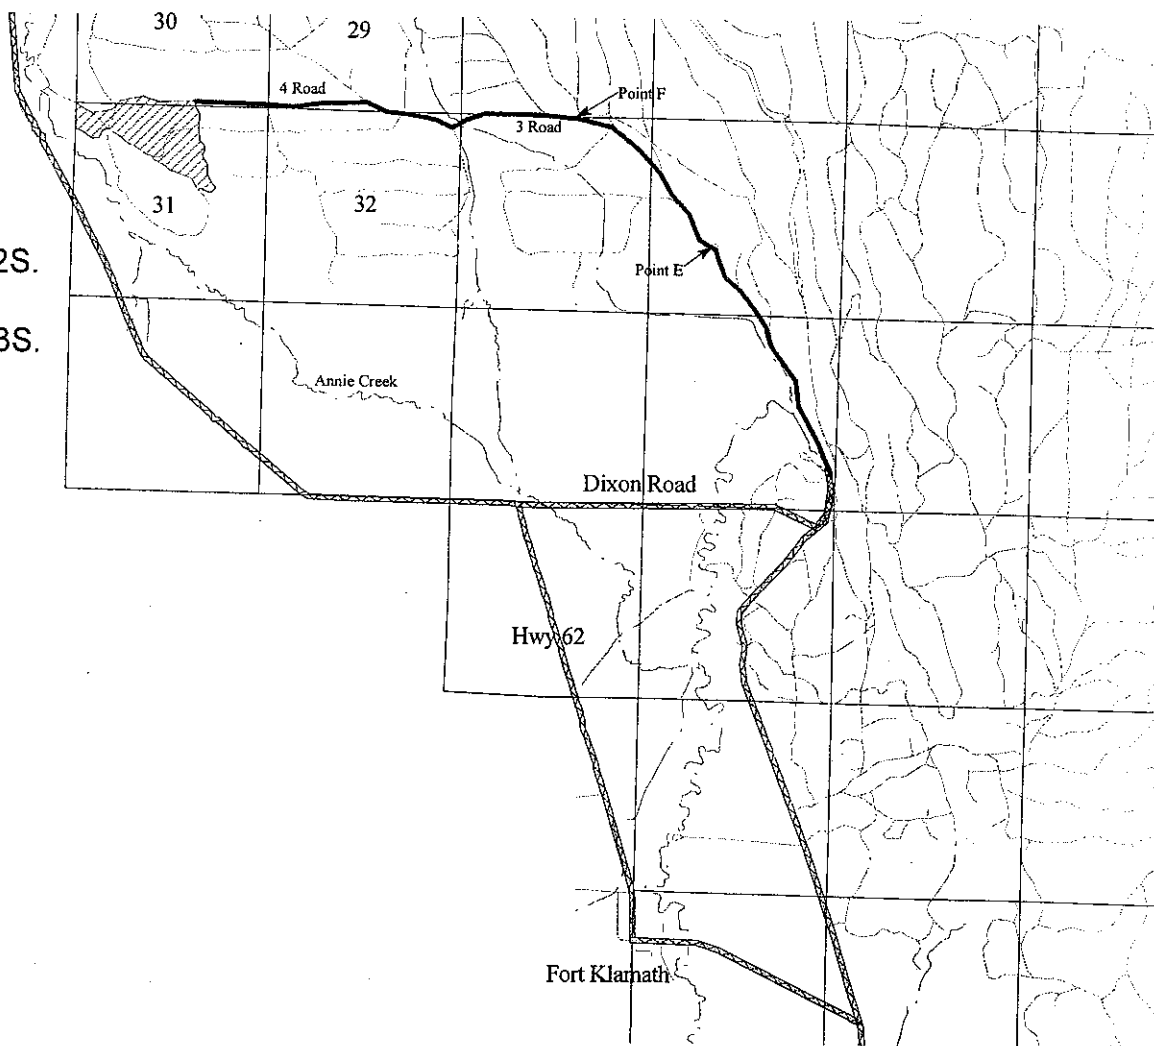 30
29
4 Road
Point F
3 Road
31
32
2S.
Point E
3S.
Annie Creek
Dixon Road
Hwy 62
Fort Klamath